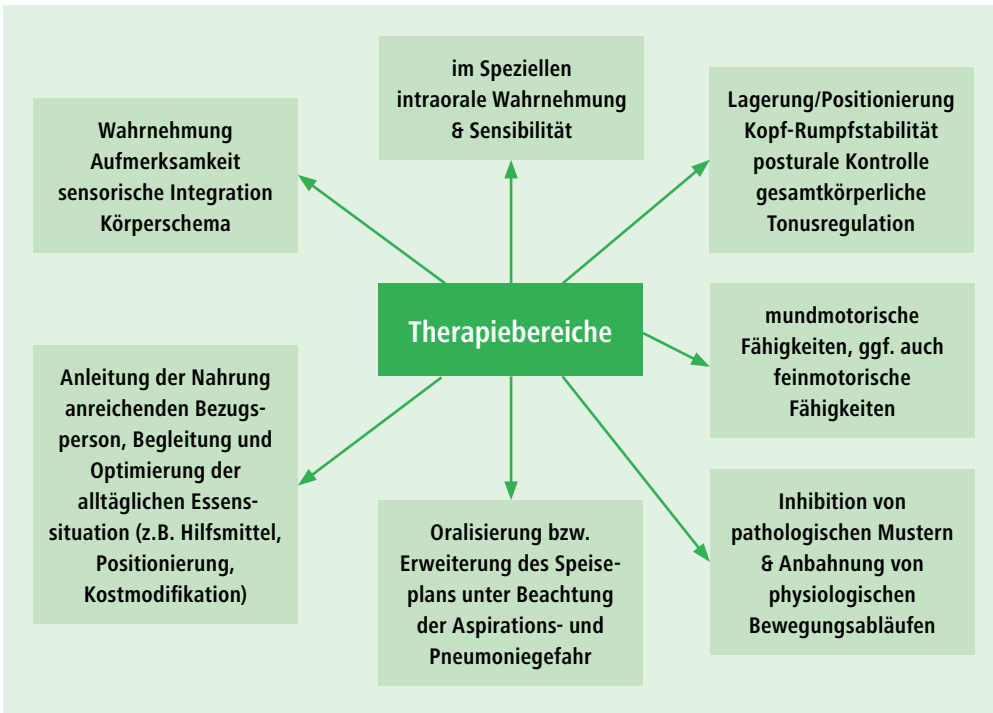 im Speziellen
intraorale Wahrnehmung
& Sensibilität
Wahrnehmung
Aufmerksamkeit
sensorische Integration
Körperschema
Lagerung/Positionierung
Kopf-Rumpfstabilität
posturale Kontrolle
gesamtkörperliche
Tonusregulation
Therapiebereiche
mundmotorische
Fähigkeiten, ggf. auch
feinmotorische
Fähigkeiten
Anleitung der Nahrung
anreichenden Bezugs-
person, Begleitung und
Optimierung der
alltäglichen Essens-
situation (z.B. Hilfsmittel,
Positionierung,
Kostmodifikation)
Oralisierung bzw.
Erweiterung des Speise-
plans unter Beachtung
der Aspirations- und
Pneumoniegefahr
Inhibition von
pathologischen Mustern
& Anbahnung von
physiologischen
Bewegungsabläufen